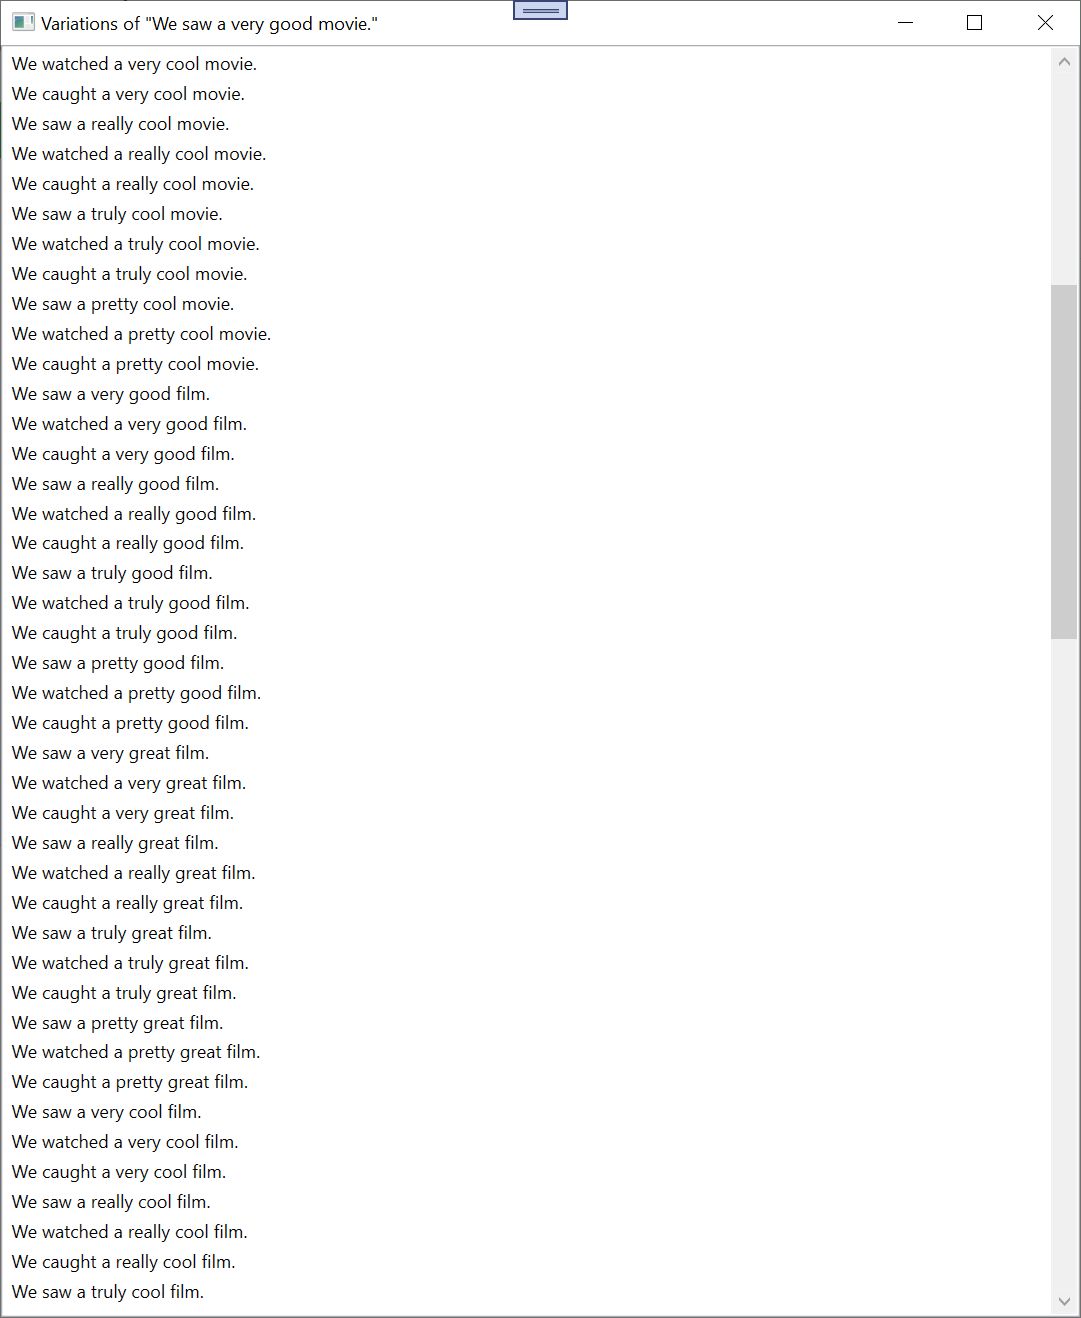 Variations of "We saw a very good movie."
We watched a very cool movie.
We caught a very cool movie.
We saw a really cool movie.
We watched a really cool movie.
We caught a really cool movie.
We saw a truly cool movie.
We watched a truly cool movie.
We caught a truly cool movie.
We saw a pretty cool movie.
We watched a pretty cool movie.
We caught a pretty cool movie.
We saw a very good film.
We watched a very good film.
We caught a very good film.
We saw a really good film.
We watched a really good film.
We caught a really good film.
We saw a truly good film.
We watched a truly good film.
We caught a truly good film.
We saw a pretty good film.
We watched a pretty good film.
We caught a pretty good film.
We saw a very great film.
We watched a very great film.
We caught a very great film.
We saw a really great film.
We watched a really great film.
We caught a really great film.
We saw a truly great film.
We watched a truly great film.
We caught a truly great film.
We saw a pretty great film.
We watched a pretty great film.
We caught a pretty great film.
We saw a very cool film.
We watched a very cool film.
We caught a very cool film.
We saw a really cool film.
We watched a really cool film.
We caught a really cool film.
We saw a truly cool film.